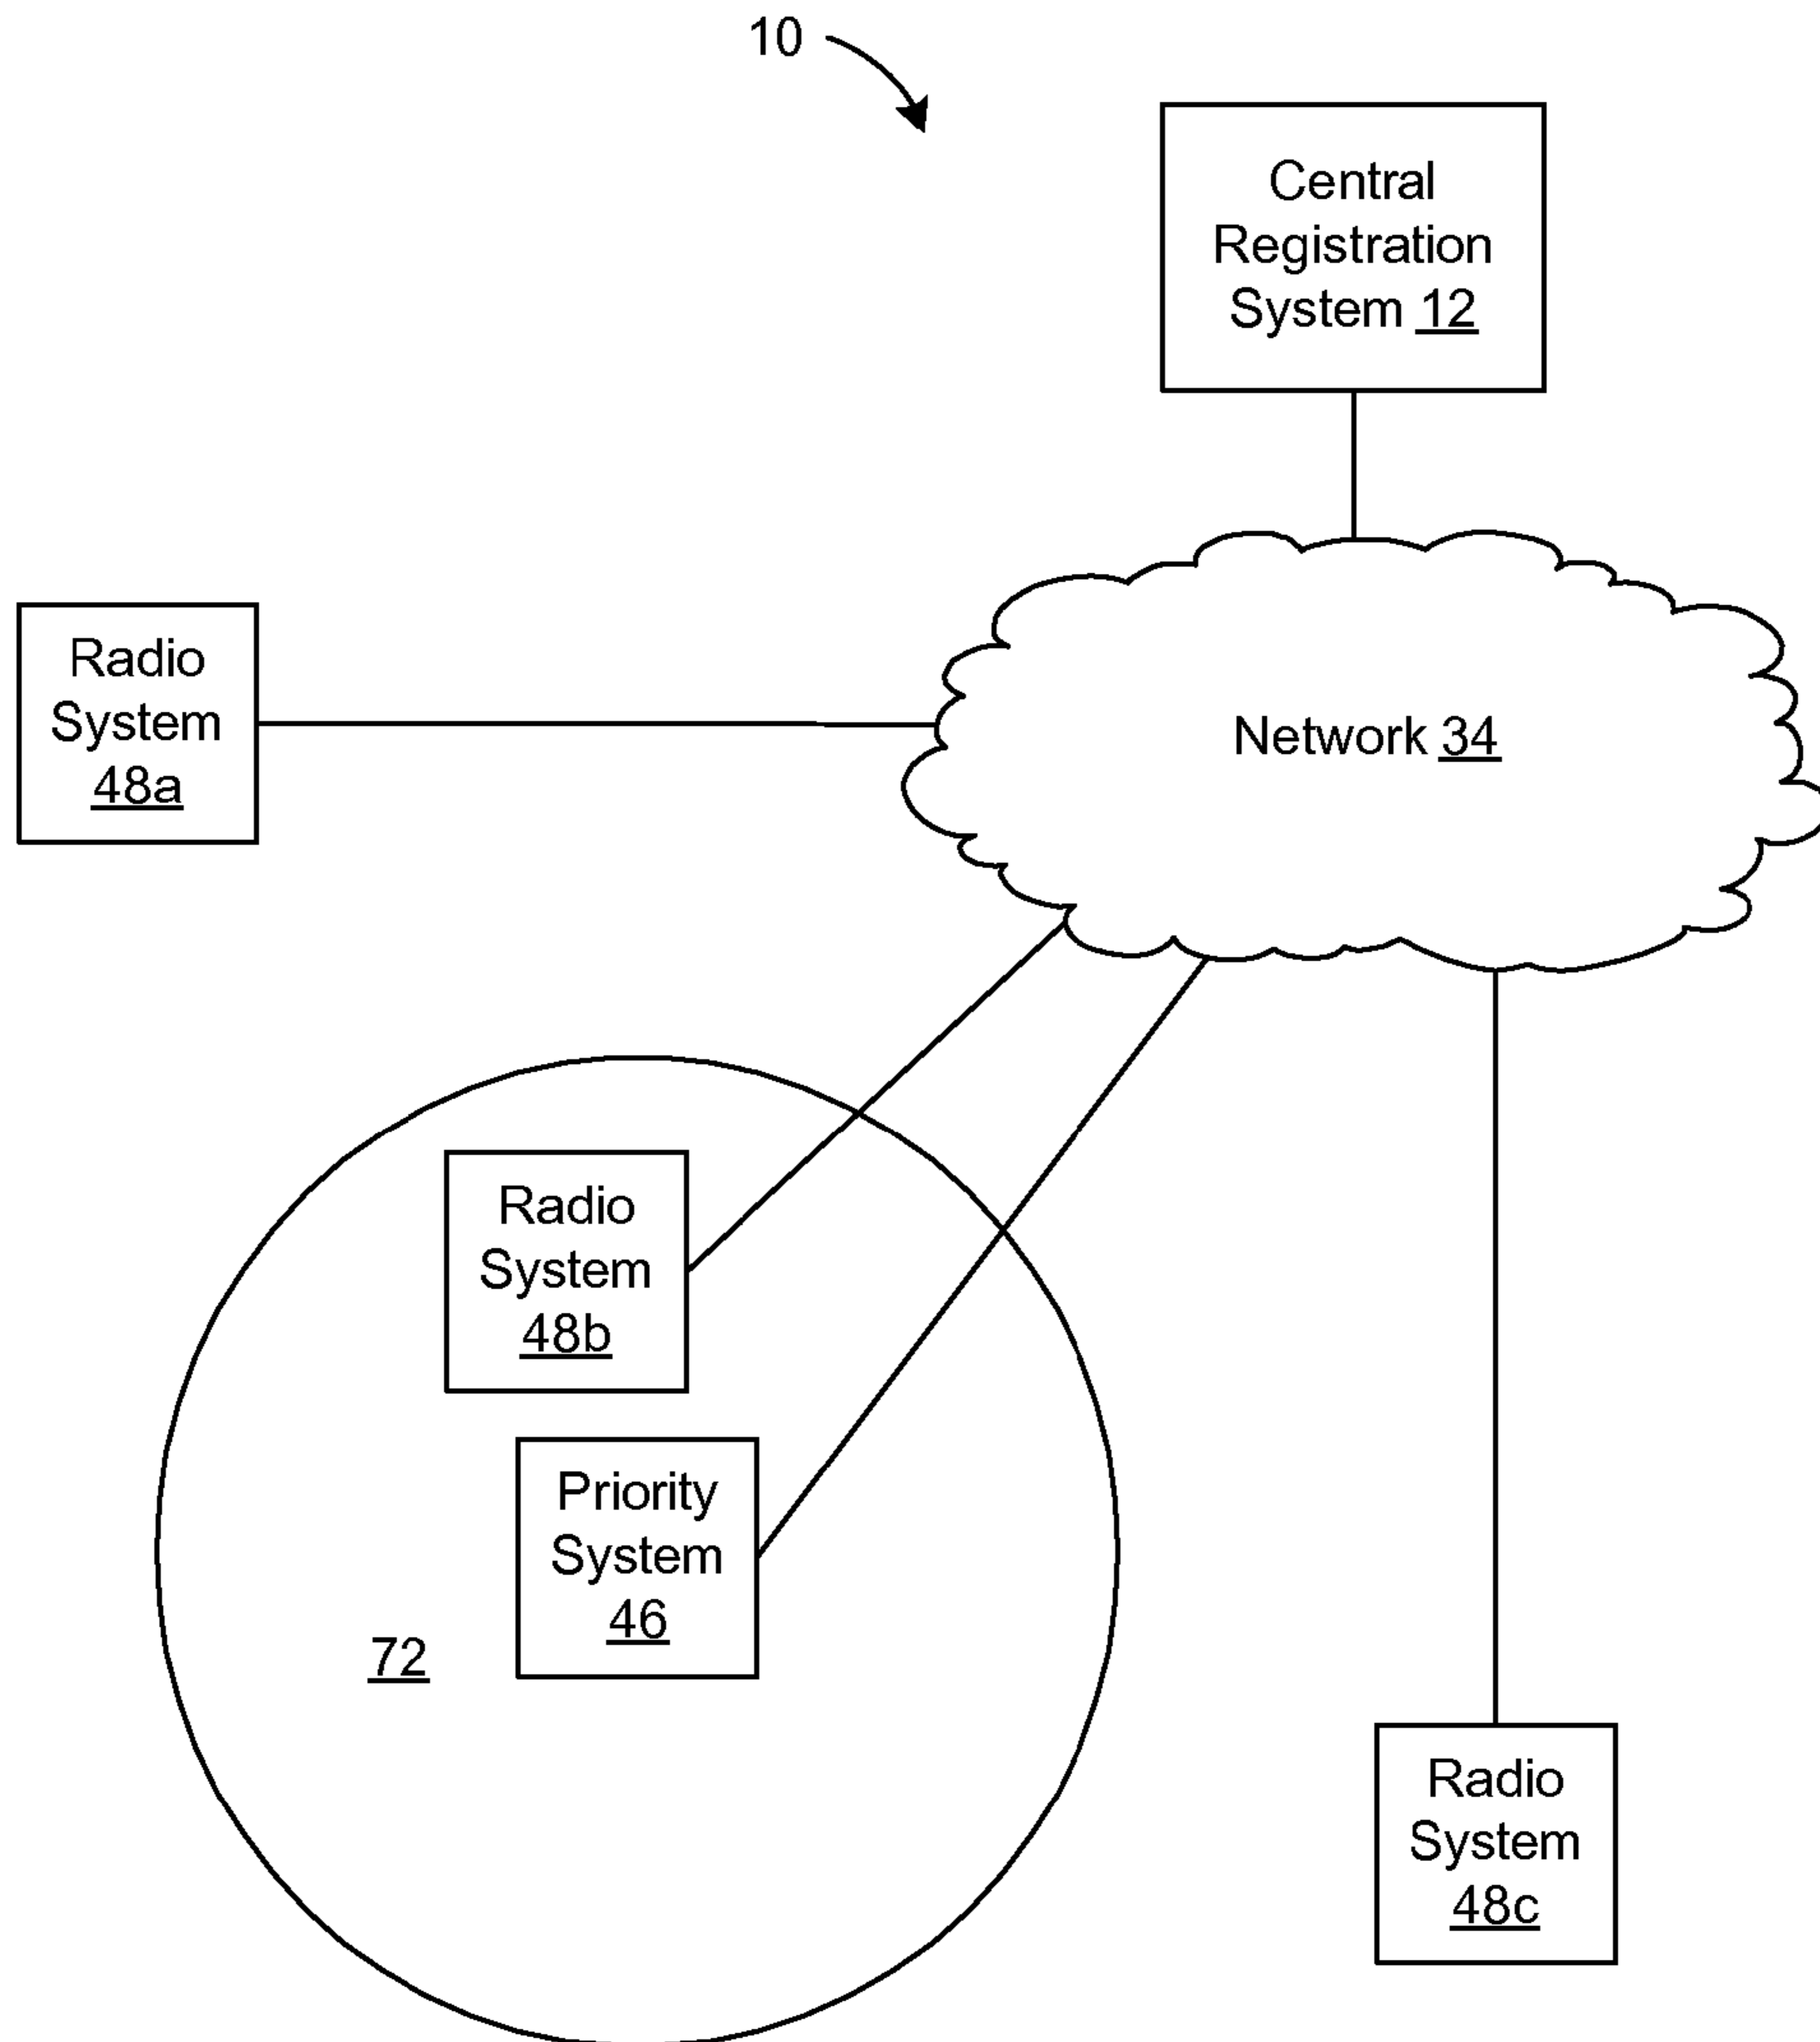 10
Central
Registration
System 12
Radio
System
48a
Network 34
Radio
System
48b
Priority
System
46
72
Radio
System
48c